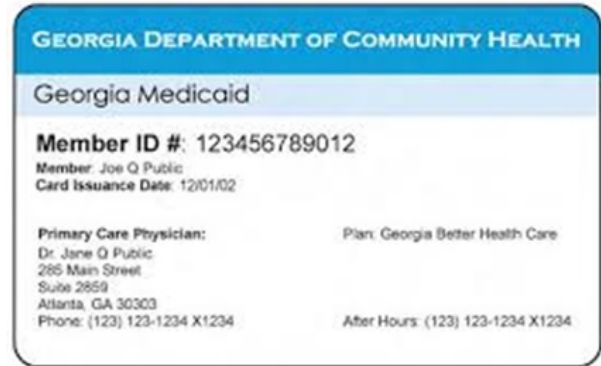 GEORGIA DEPARTMENT OF COMMUNITY HEALTH
Georgia Medicaid
Member ID #: 123456789012
Member: Joe Q Public
Card Issuance Date: 12/01/02
Primary Care Physician:
Dr. Jane Q Public
285 Main Street
Suite 2859
Atlanta, GA 30303
Phone: (123) 123-1234 X1234
Plan: Georgia Better Health Care
After Hours: (123) 123-1234 X1234